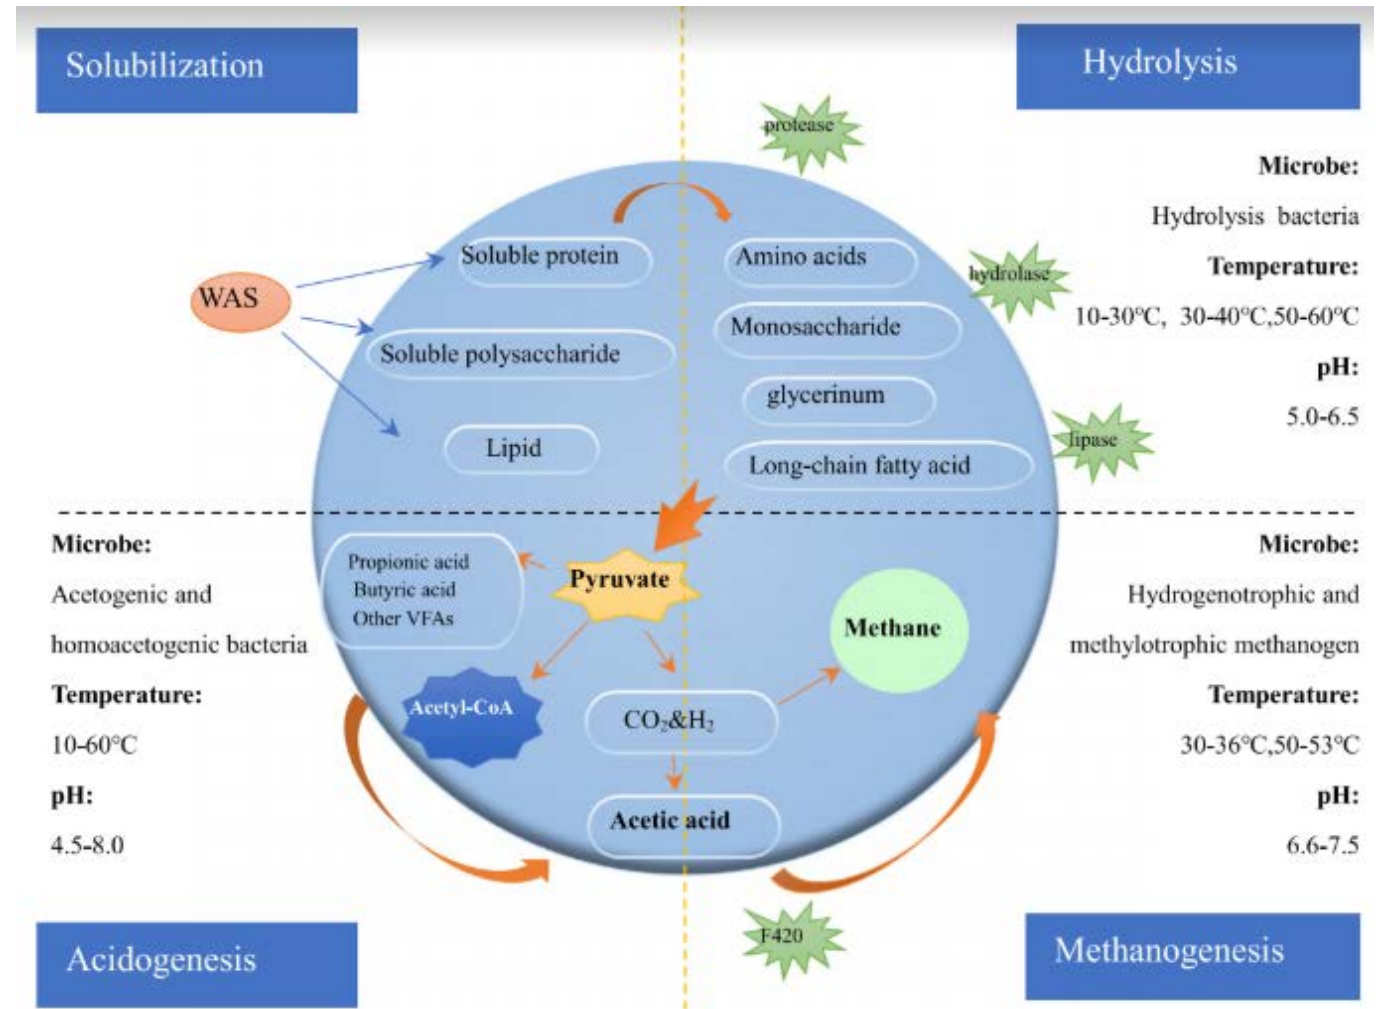 Solubilization
Hydrolysis
protease
Microbe:
Hydrolysis bacteria
Temperature:
10-30℃, 30-40℃,50-60℃
pH:
5.0-6.5
hydrolase
lipase
WAS
Soluble protein
Soluble polysaccharide
Lipid
Amino acids
Monosaccharide
glycerinum
Long-chain fatty acid
Microbe:
Acetogenic and
homoacetogenic bacteria
Temperature:
10-60℃
pH:
4.5-8.0
Propionic acid
Butyric acid
Other VFAs
Pyruvate
Acetyl-CoA
CO₂&H₂
Acetic acid
Methane
Microbe:
Hydrogenotrophic and
methylotrophic methanogen
Temperature:
30-36℃,50-53℃
pH:
6.6-7.5
F420
Acidogenesis
Methanogenesis